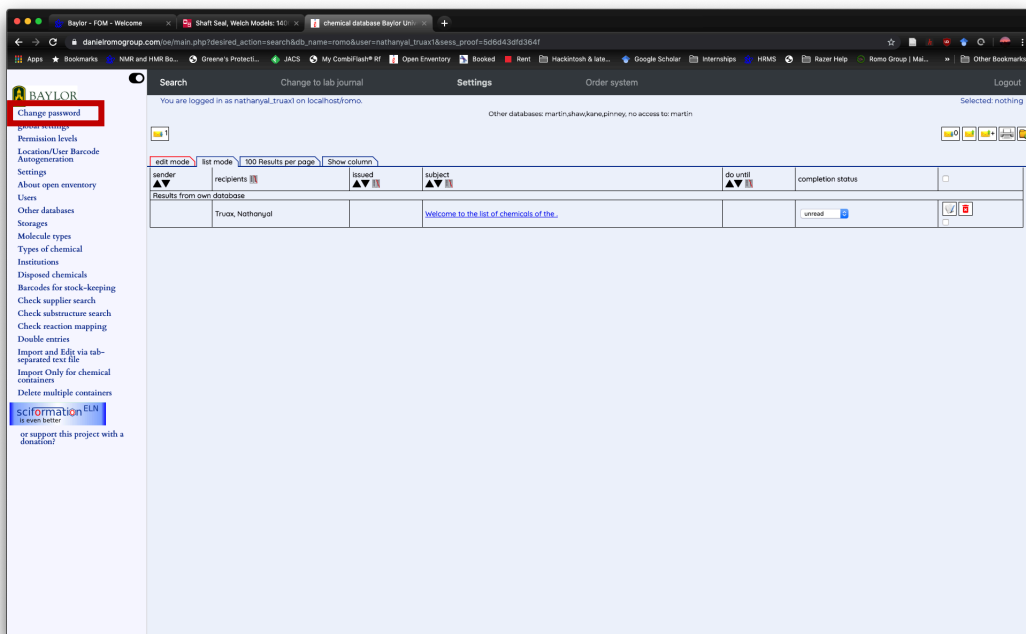 Baylor - FOM - Welcome
Shaft Seal, Welch Models: 140
chemical database Baylor Univ
danielromogroup.com/oe/main.php?desired_action=search&db_name=romo&user=nathanyal_truax1&sess_proof=5d6d43dfd364f
Apps Bookmarks NMR and HMR Bo... Greene's Protecti... JACS My CombiFlash® Rf Open Enventory Booked Rent Hackintosh & late... Google Scholar Internships HRMS Razer Help Romo Group | Mai... » Other Bookmarks
Search Change to lab journal Settings Order system Logout
BAYLOR
You are logged in as nathanyal_truax1 on localhost/romo.
Selected: nothing
Other databases: martin,shaw,kane,pinney, no access to: martin
Change password
global settings
Permission levels
Location/User Barcode
Autogeneration
Settings
About open enventory
Users
Other databases
Storages
Molecule types
Types of chemical
Institutions
Disposed chemicals
Barcodes for stock-keeping
Check supplier search
Check substructure search
Check reaction mapping
Double entries
Import and Edit via tab-
separated text file
Import Only for chemical
containers
Delete multiple containers
sciformation ELN
is even better
or support this project with a
donation?
1
0
+
edit mode list mode 100 Results per page Show column
sender recipients issued subject do until completion status
Results from own database
Truax, Nathanyal Welcome to the list of chemicals of the . unread